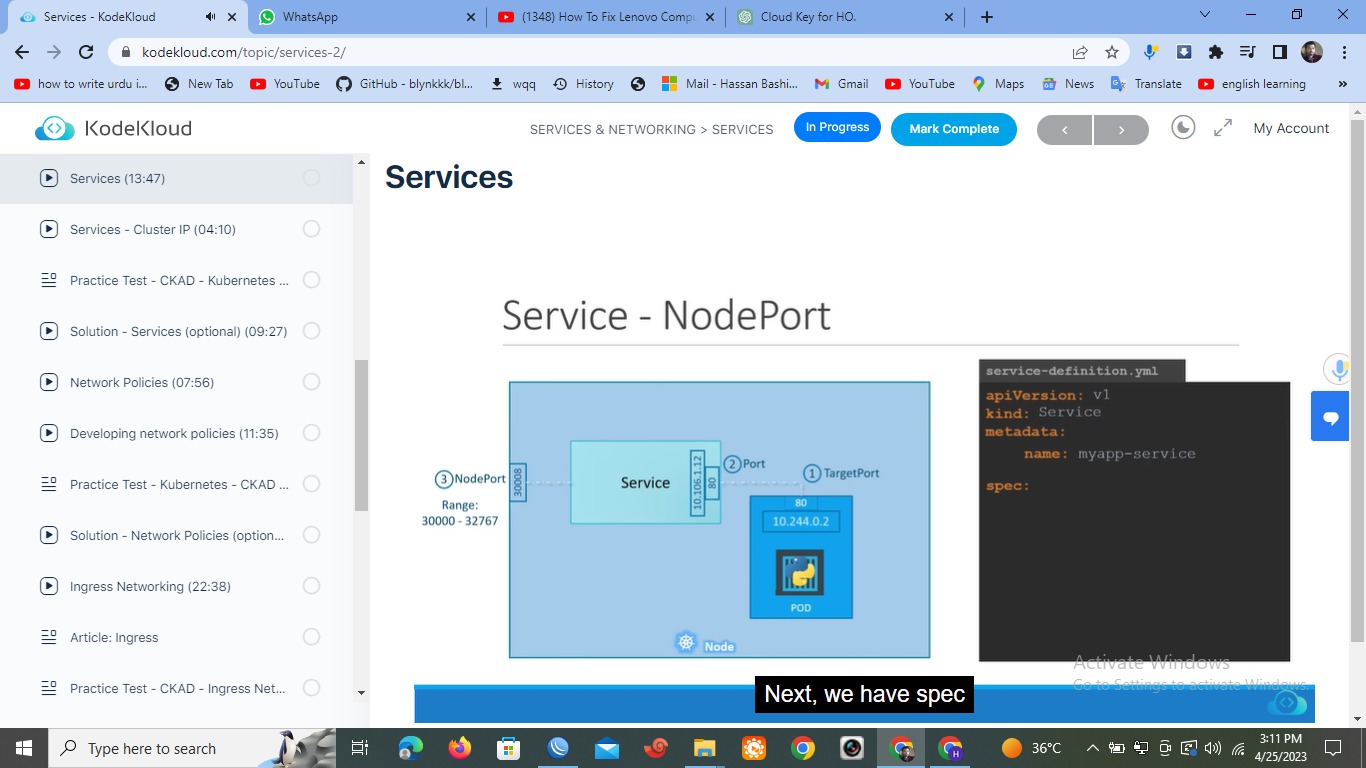 Services - KodeKloud
WhatsApp
(1348) How To Fix Lenovo Compu
Cloud Key for HO.
kodekloud.com/topic/services-2/
how to write urdu i...
New Tab
YouTube
GitHub - blynkkk/bl...
wqq
History
Mail - Hassan Bashi...
Gmail
YouTube
Maps
News
Translate
english learning
»
KodeKloud
SERVICES & NETWORKING > SERVICES
In Progress
Mark Complete
My Account
Services (13:47)
Services - Cluster IP (04:10)
Practice Test - CKAD - Kubernetes ...
Solution - Services (optional) (09:27)
Network Policies (07:56)
Developing network policies (11:35)
Practice Test - Kubernetes - CKAD ...
Solution - Network Policies (option...
Ingress Networking (22:38)
Article: Ingress
Practice Test - CKAD - Ingress Net...
Services
Service - NodePort
3 NodePort
Range:
30000 - 32767
30008
Service
10.106.1.12
80
2 Port
1 TargetPort
80
10.244.0.2
POD
Node
service-definition.yml
apiVersion: v1
kind: Service
metadata:
name: myapp-service
spec:
Activate Windows
Go to Settings to activate Windows.
Next, we have spec
Type here to search
H
36°C
3:11 PM
4/25/2023